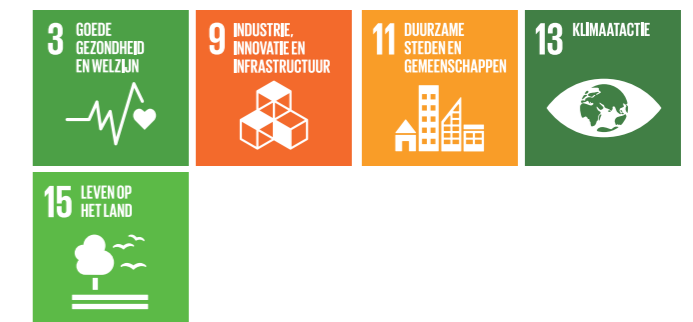 3 GOEDE
GEZONDHEID
EN WELZIJN
9 INDUSTRIE,
INNOVATIE EN
INFRASTRUCTUUR
11 DUURZAME
STEDEN EN
GEMEENSCHAPPEN
13 KLIMAATACTIE
15 LEVEN OP
HET LAND